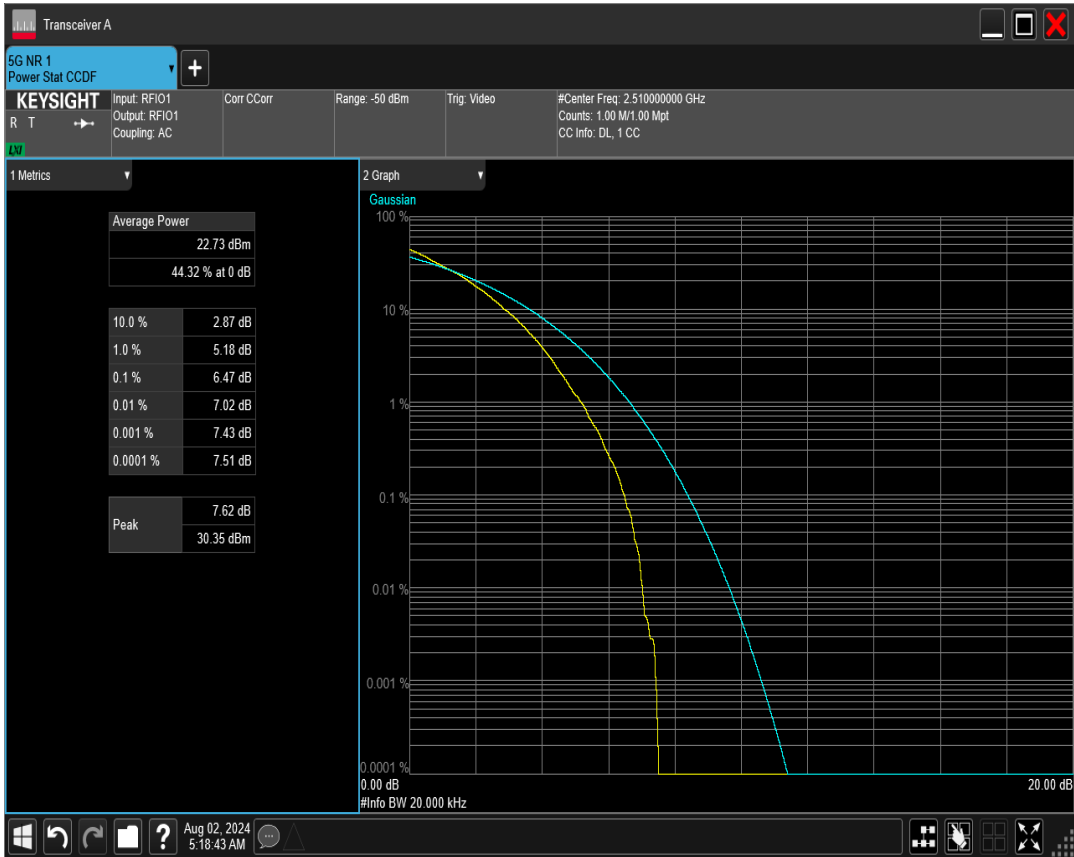 Transceiver A
5G NR 1
Power Stat CCDF
+
KEYSIGHT
R T
LXI
Input: RFIO1
Output: RFIO1
Coupling: AC
Corr CCorr
Range: -50 dBm
Trig: Video
#Center Freq: 2.510000000 GHz
Counts: 1.00 M/1.00 Mpt
CC Info: DL, 1 CC
1 Metrics
Average Power
22.73 dBm
44.32 % at 0 dB
10.0 % 2.87 dB
1.0 % 5.18 dB
0.1 % 6.47 dB
0.01 % 7.02 dB
0.001 % 7.43 dB
0.0001 % 7.51 dB
Peak
7.62 dB
30.35 dBm
2 Graph
Gaussian
100 %
10 %
1 %
0.1 %
0.01 %
0.001 %
0.0001 %
0.00 dB 20.00 dB
#Info BW 20.000 kHz
?
Aug 02, 2024
5:18:43 AM